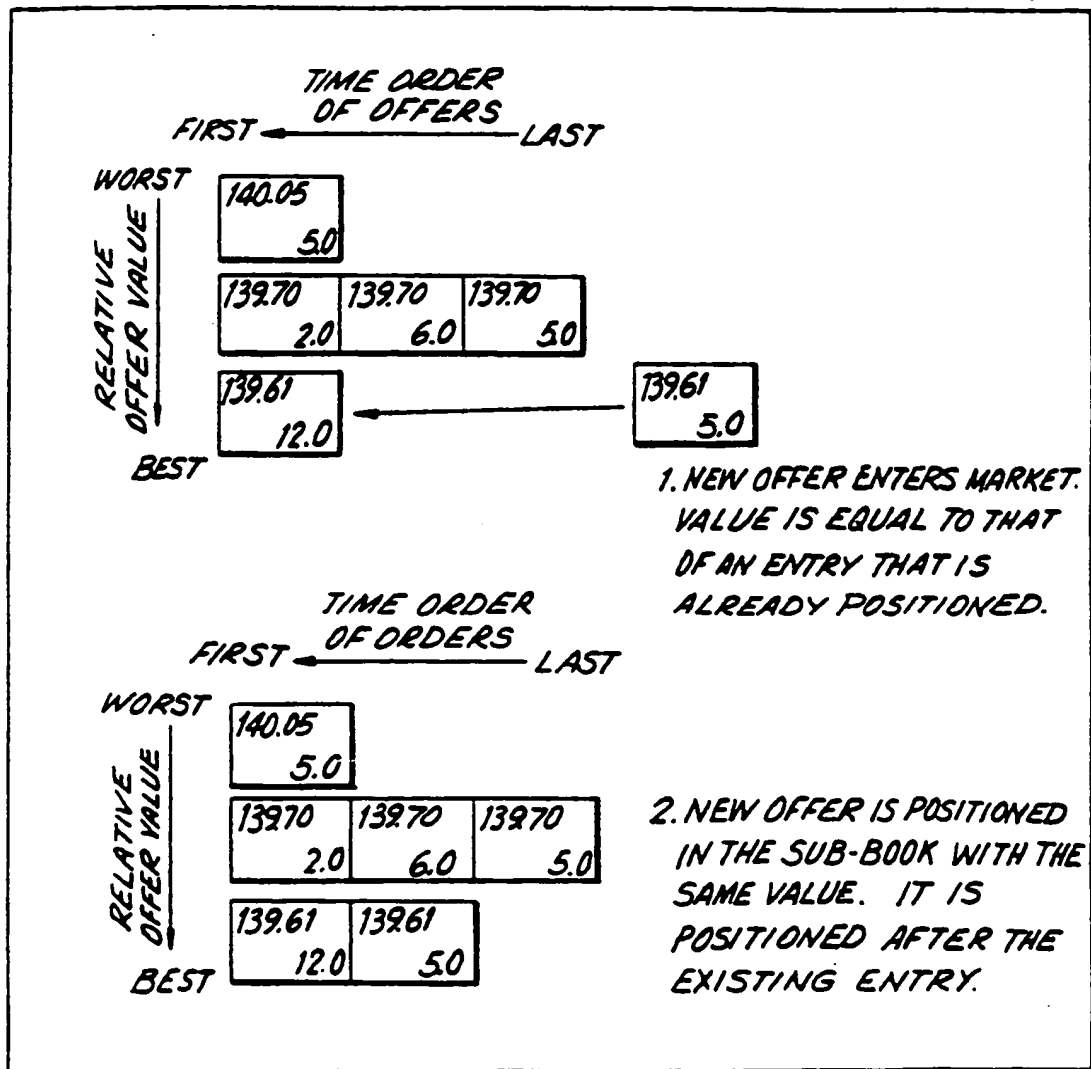 TIME ORDER
OF OFFERS
FIRST LAST
WORST
RELATIVE
OFFER VALUE
BEST
140.05
5.0
139.70 139.70 139.70
2.0 6.0 5.0
139.61 139.61
12.0 5.0
1. NEW OFFER ENTERS MARKET.
VALUE IS EQUAL TO THAT
OF AN ENTRY THAT IS
ALREADY POSITIONED.
TIME ORDER
OF ORDERS
FIRST LAST
WORST
RELATIVE
OFFER VALUE
BEST
140.05
5.0
139.70 139.70 139.70
2.0 6.0 5.0
139.61 139.61
12.0 5.0
2. NEW OFFER IS POSITIONED
IN THE SUB-BOOK WITH THE
SAME VALUE. IT IS
POSITIONED AFTER THE
EXISTING ENTRY.